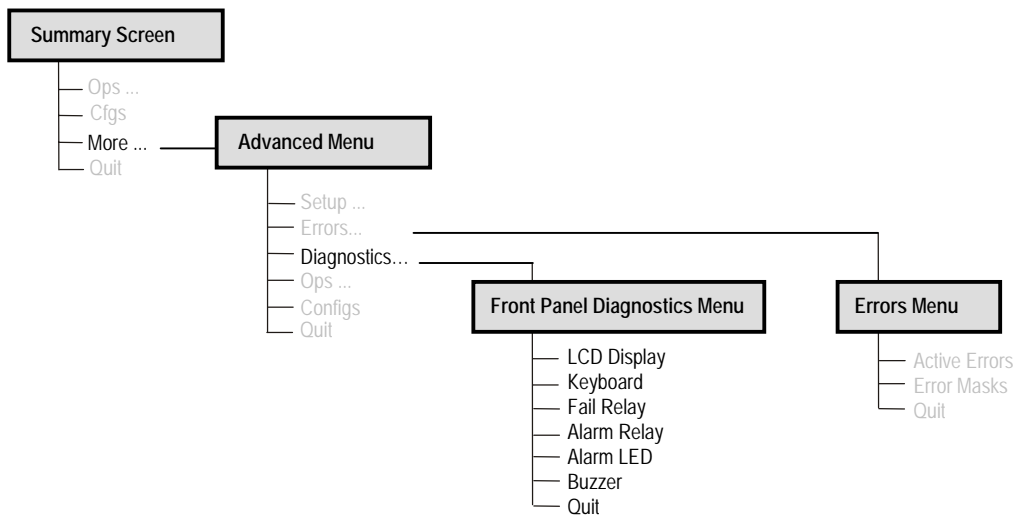 Summary Screen
Ops ...
Cfgs
More ...
Quit
Advanced Menu
Setup ...
Errors...
Diagnostics...
Ops ...
Configs
Quit
Front Panel Diagnostics Menu
LCD Display
Keyboard
Fail Relay
Alarm Relay
Alarm LED
Buzzer
Quit
Errors Menu
Active Errors
Error Masks
Quit